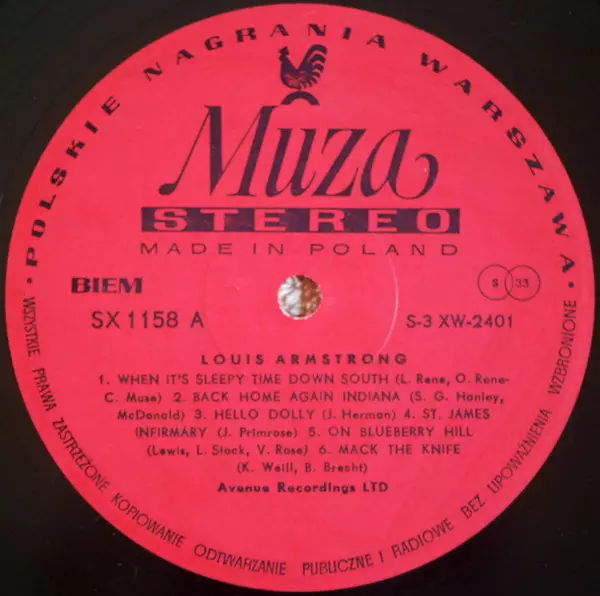 • POLSKIE NAGRANIA WARSZAWA •
Muza
STEREO
MADE IN POLAND
BIEM
S 33
SX 1158 A
S-3 XW-2401
LOUIS ARMSTRONG
1. WHEN IT'S SLEEPY TIME DOWN SOUTH (L. Rene, O. Rene-
C. Muse) 2. BACK HOME AGAIN INDIANA (S. G. Hanley,
McDonald) 3. HELLO DOLLY (J. Herman) 4. ST. JAMES
INFIRMARY (J. Primrose) 5. ON BLUEBERRY HILL
(Lewis, L. Stock, V. Rose) 6. MACK THE KNIFE
(K. Weill, B. Brecht)
Avenue Recordings LTD
WSZYSTKIE PRAWA ZASTRZEŻONE KOPIOWANIE ODTWARZANIE PUBLICZNE I RADIOWE BEZ UPOWAŻNIENIA WZBRONIONE